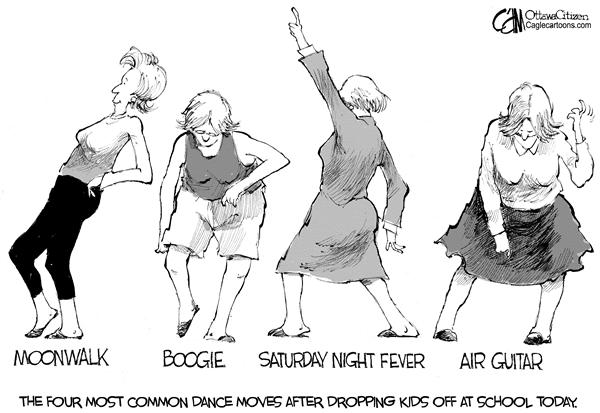 CAM
OttawaCitizen
Caglecartoons.com
MOONWALK
BOOGIE
SATURDAY NIGHT FEVER
AIR GUITAR
THE FOUR MOST COMMON DANCE MOVES AFTER DROPPING KIDS OFF AT SCHOOL TODAY.